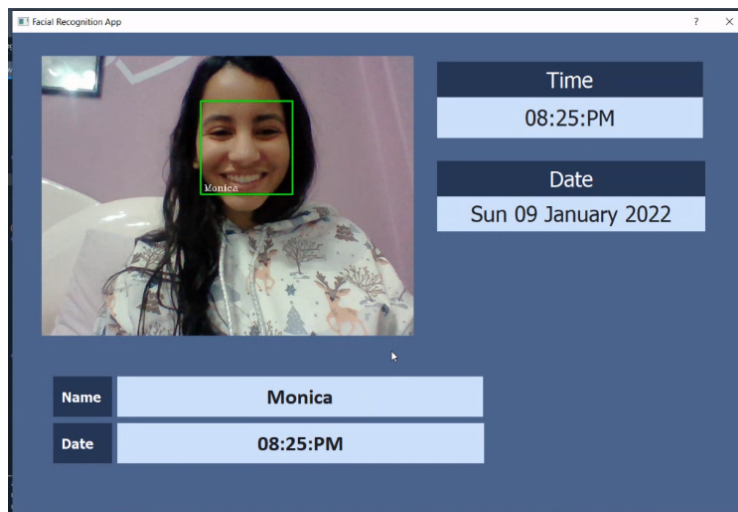 Facial Recognition App
Time
08:25:PM
Date
Sun 09 January 2022
Monica
Name
Monica
Date
08:25:PM